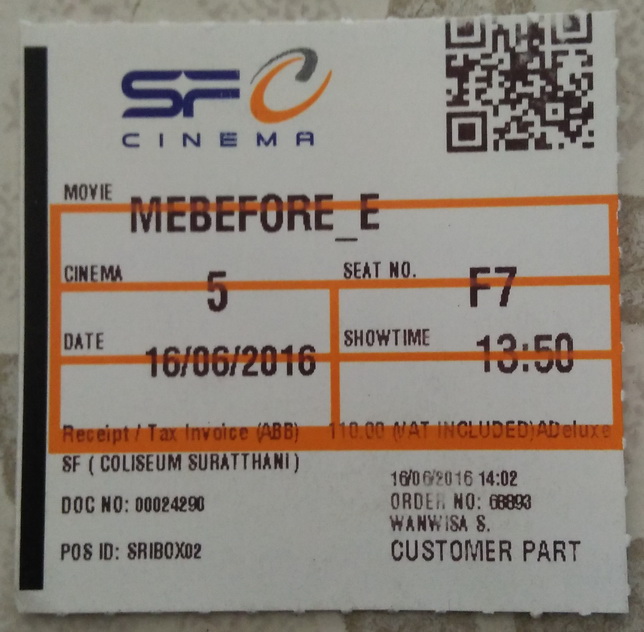 SFC
CINEMA
MOVIE
MEBEFORE_E
CINEMA 5 SEAT NO. F7
DATE 16/06/2016 SHOWTIME 13:50
Receipt / Tax Invoice (ABB) 110.00 (VAT INCLUDED)ADeluxe
SF ( COLISEUM SURATTHANI )
16/06/2016 14:02
DOC NO: 00024290 ORDER NO: 68893
WANWISA S.
POS ID: SRIBOX02 CUSTOMER PART